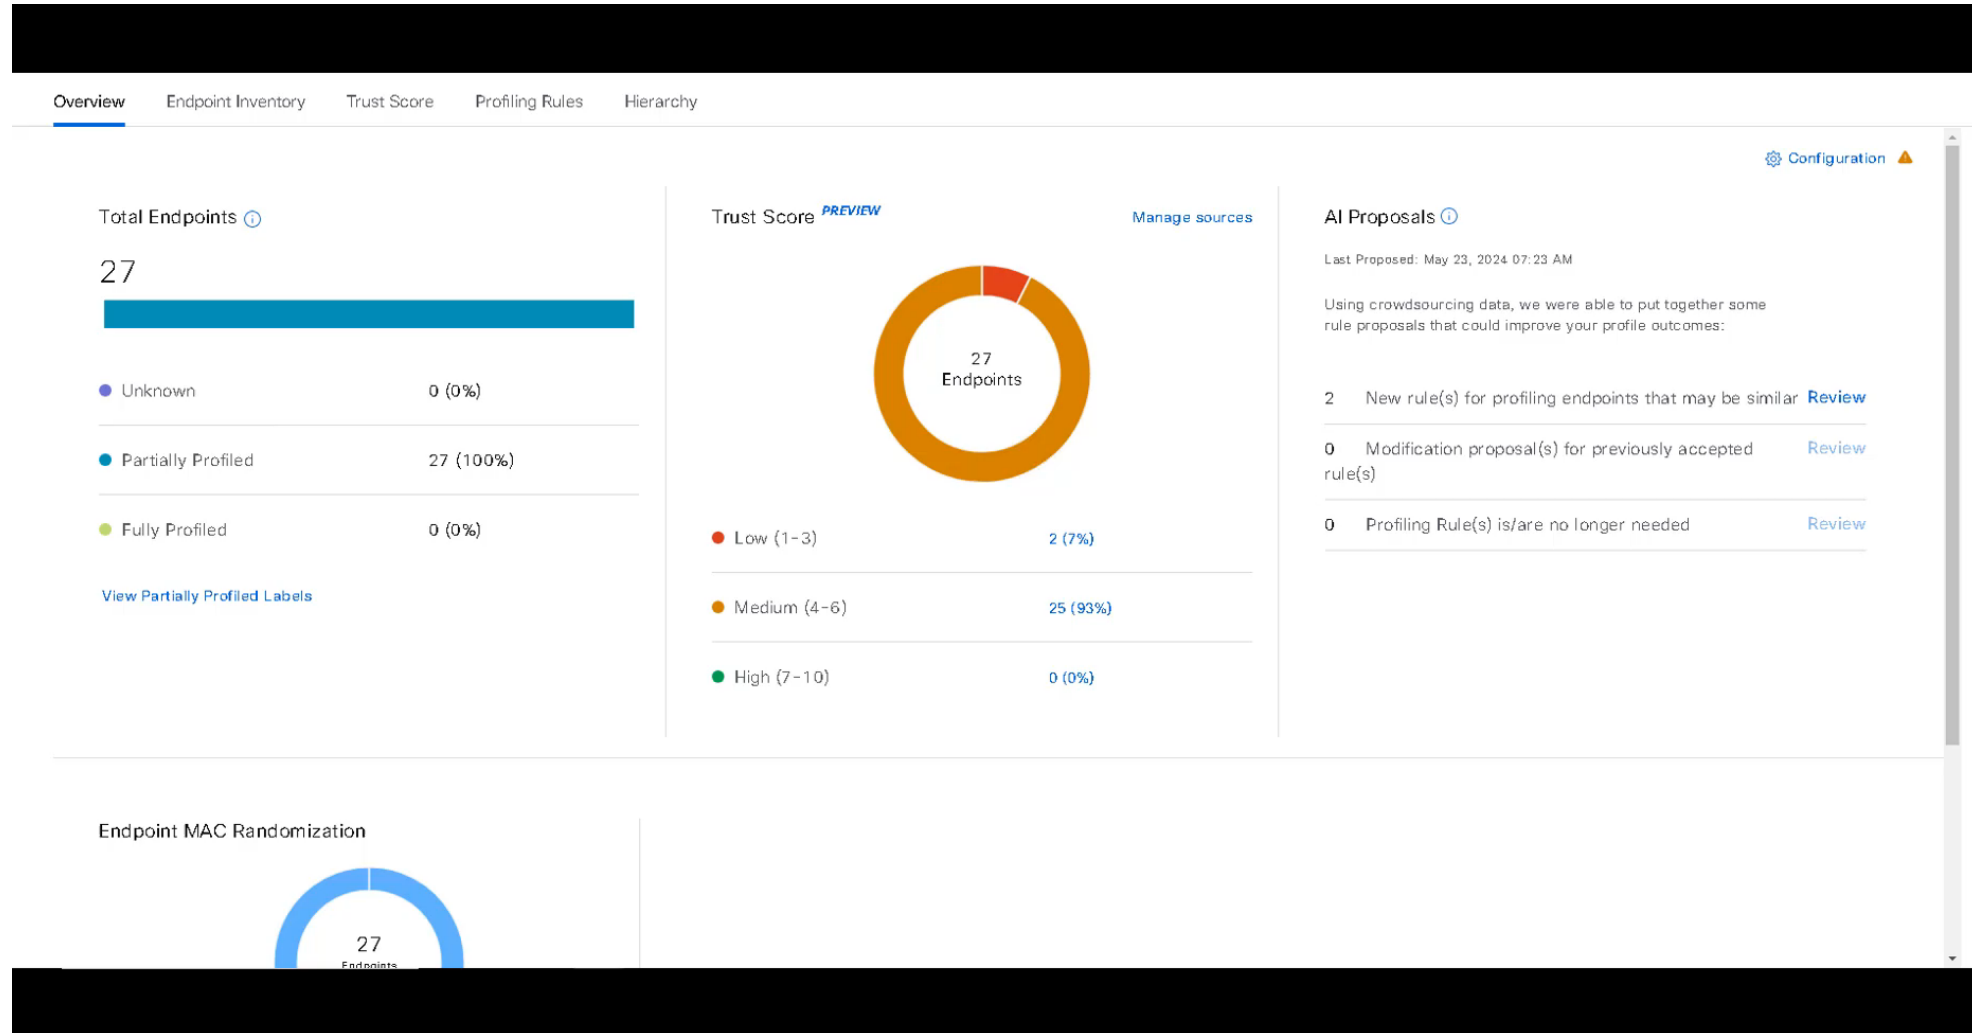 Overview Endpoint Inventory Trust Score Profiling Rules Hierarchy
Configuration
Total Endpoints
27
Unknown 0 (0%)
Partially Profiled 27 (100%)
Fully Profiled 0 (0%)
View Partially Profiled Labels
Trust Score PREVIEW Manage sources
27
Endpoints
Low (1-3) 2 (7%)
Medium (4-6) 25 (93%)
High (7-10) 0 (0%)
AI Proposals
Last Proposed: May 23, 2024 07:23 AM
Using crowdsourcing data, we were able to put together some
rule proposals that could improve your profile outcomes:
2 New rule(s) for profiling endpoints that may be similar Review
0 Modification proposal(s) for previously accepted Review
rule(s)
0 Profiling Rule(s) is/are no longer needed Review
Endpoint MAC Randomization
27
Endpoints